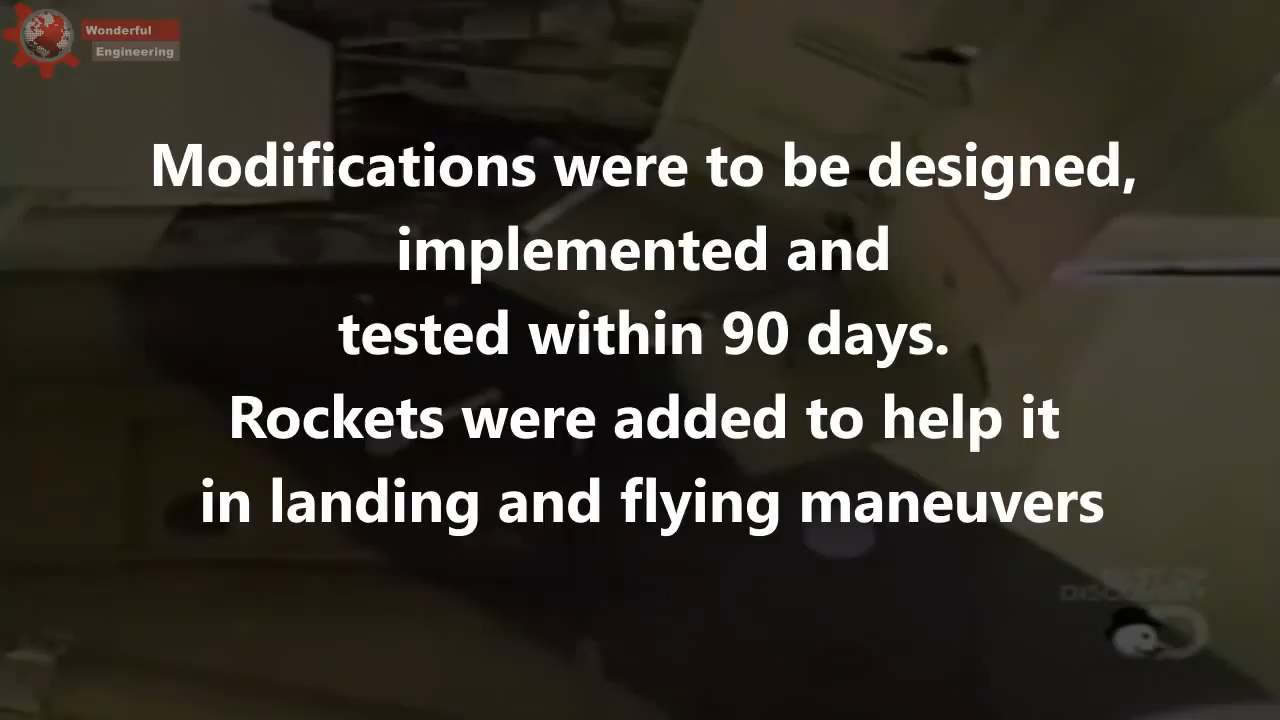 Wonderful
Engineering
Modifications were to be designed,
implemented and
tested within 90 days.
Rockets were added to help it
in landing and flying maneuvers
DISCOVERY